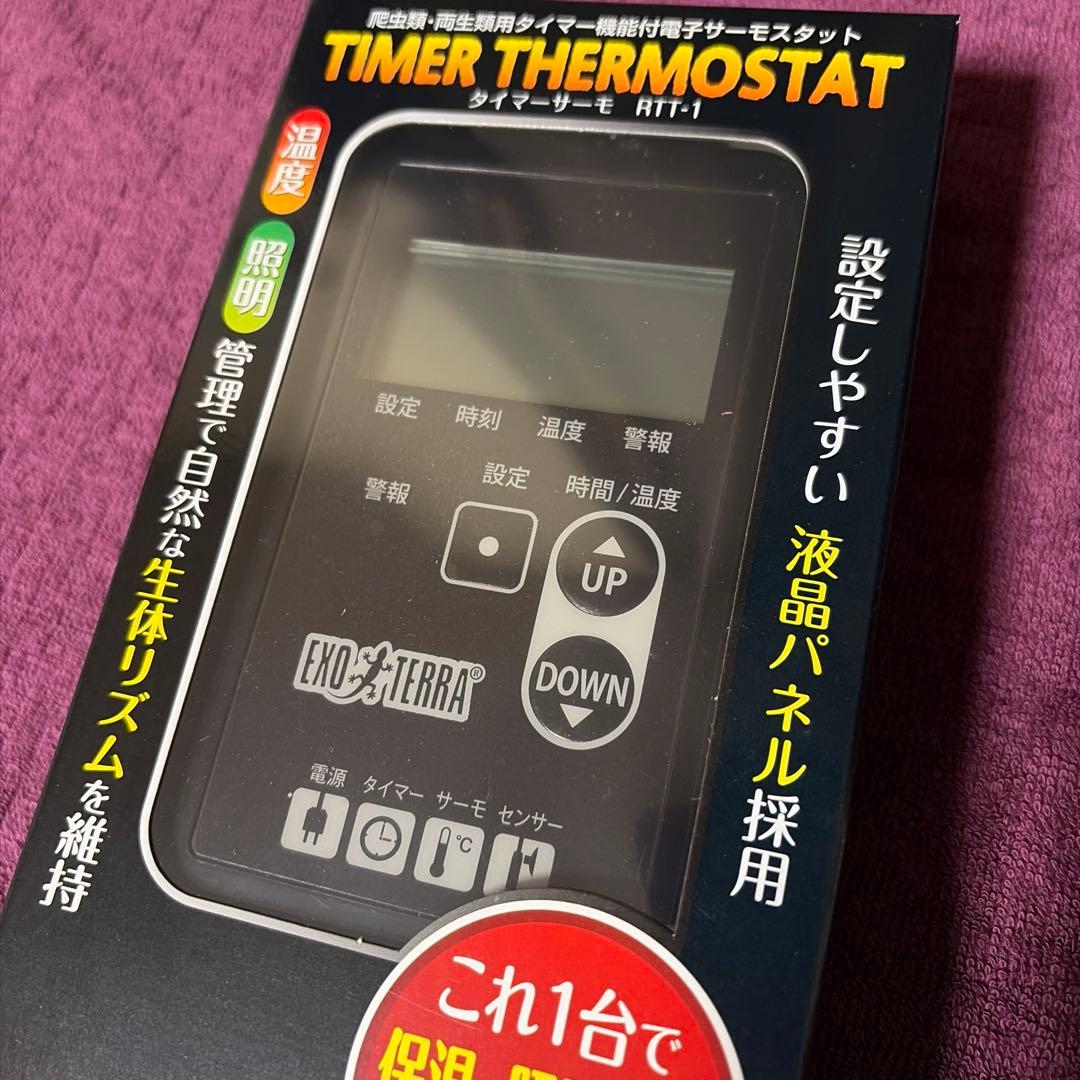 爬虫類・両生類用タイマー機能付電子サーモスタット
TIMER THERMOSTAT
タイマーサーモ RTT-1
温度
照明
管理で自然な生体リズムを維持
設定しやすい 液晶パネル採用
設定 時刻 温度 警報
警報 設定 時間/温度
UP
DOWN
EXO TERRA®
電源 タイマー サーモ センサー
℃
これ1台で
保温